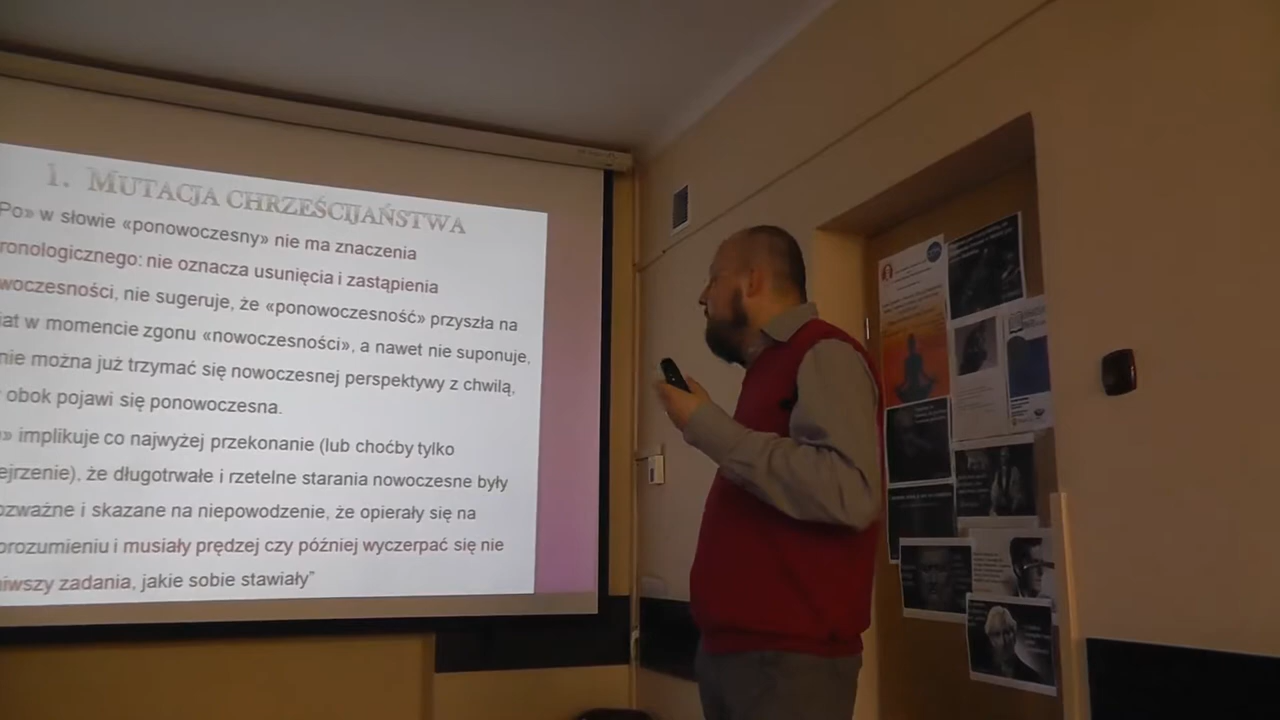 1. MUTACJA CHRZEŚCIJAŃSTWA
Po» w słowie «ponowoczesny» nie ma znaczenia
ronologicznego: nie oznacza usunięcia i zastąpienia
woczesności, nie sugeruje, że «ponowoczesność» przyszła na
iat w momencie zgonu «nowoczesności», a nawet nie suponuje,
nie można już trzymać się nowoczesnej perspektywy z chwilą,
obok pojawi się ponowoczesna.
» implikuje co najwyżej przekonanie (lub choćby tylko
ejrzenie), że długotrwałe i rzetelne starania nowoczesne były
ozważne i skazane na niepowodzenie, że opierały się na
orozumieniu i musiały prędzej czy później wyczerpać się nie
iwszy zadania, jakie sobie stawiały”